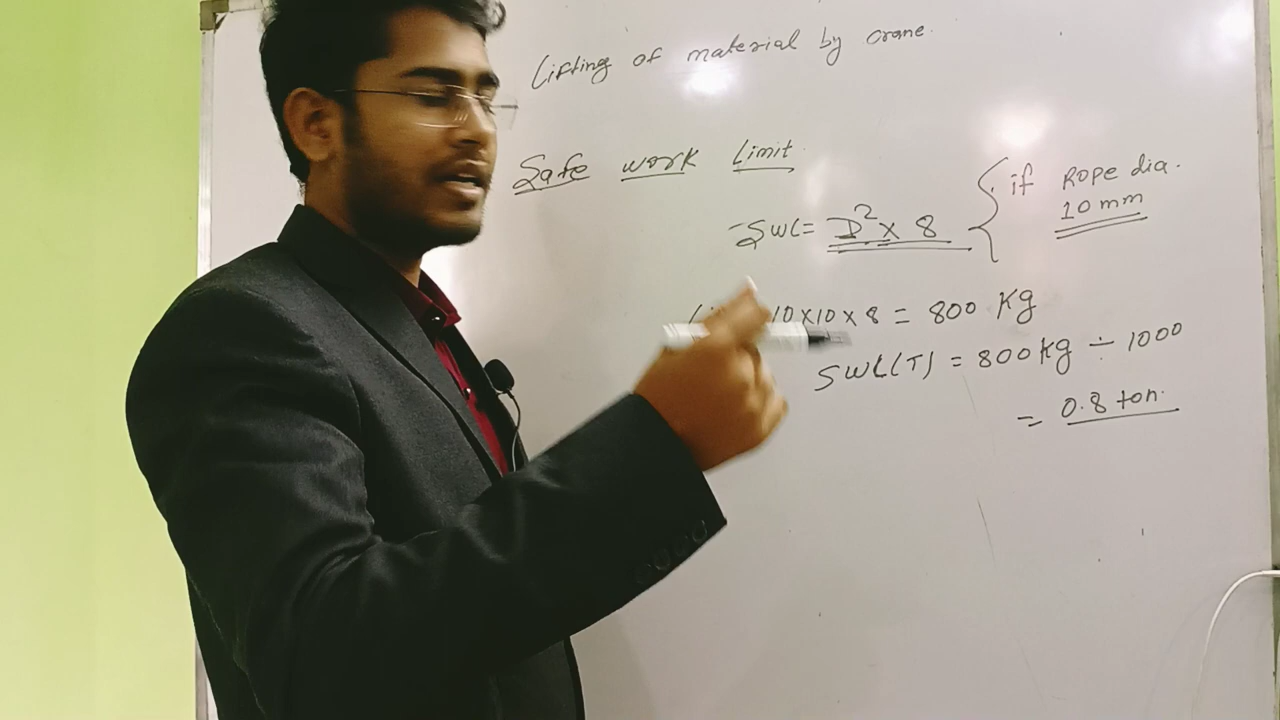 Lifting of material by crane.
Safe work Limit
SWL = D² × 8 { if Rope dia. 10 mm
10 × 10 × 8 = 800 Kg
SWL(T) = 800 kg ÷ 1000
= 0.8 ton.